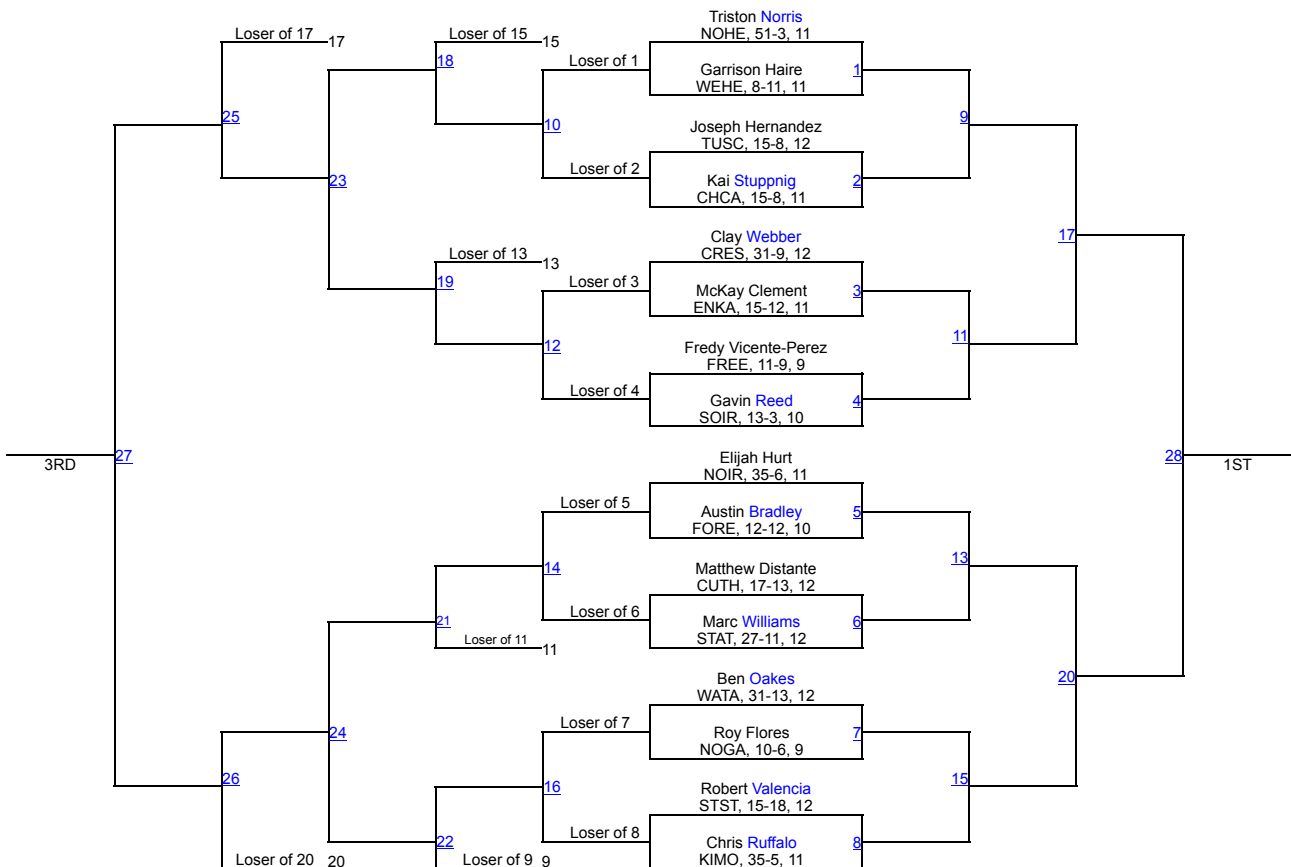 Triston Norris
NOHE, 51-3, 11
Loser of 17 17
Loser of 15 15
18
Loser of 1
Garrison Haire
WEHE, 8-11, 11
1
25
10
9
Joseph Hernandez
TUSC, 15-8, 12
Loser of 2
23
Kai Stuppnig
CHCA, 15-8, 11
2
Clay Webber
CRES, 31-9, 12
17
Loser of 13 13
19
Loser of 3
McKay Clement
ENKA, 15-12, 11
3
12
11
Fredy Vicente-Perez
FREE, 11-9, 9
Loser of 4
Gavin Reed
SOIR, 13-3, 10
4
3RD
27
Elijah Hurt
NOIR, 35-6, 11
28
1ST
Loser of 5
Austin Bradley
FORE, 12-12, 10
5
14
13
Matthew Distante
CUTH, 17-13, 12
Loser of 6
21
Marc Williams
STAT, 27-11, 12
6
Loser of 11 11
Ben Oakes
WATA, 31-13, 12
20
Loser of 7
24
Roy Flores
NOGA, 10-6, 9
7
26
16
15
Robert Valencia
STST, 15-18, 12
22
Loser of 8
Chris Ruffalo
KIMO, 35-5, 11
8
Loser of 20 20
Loser of 9 9